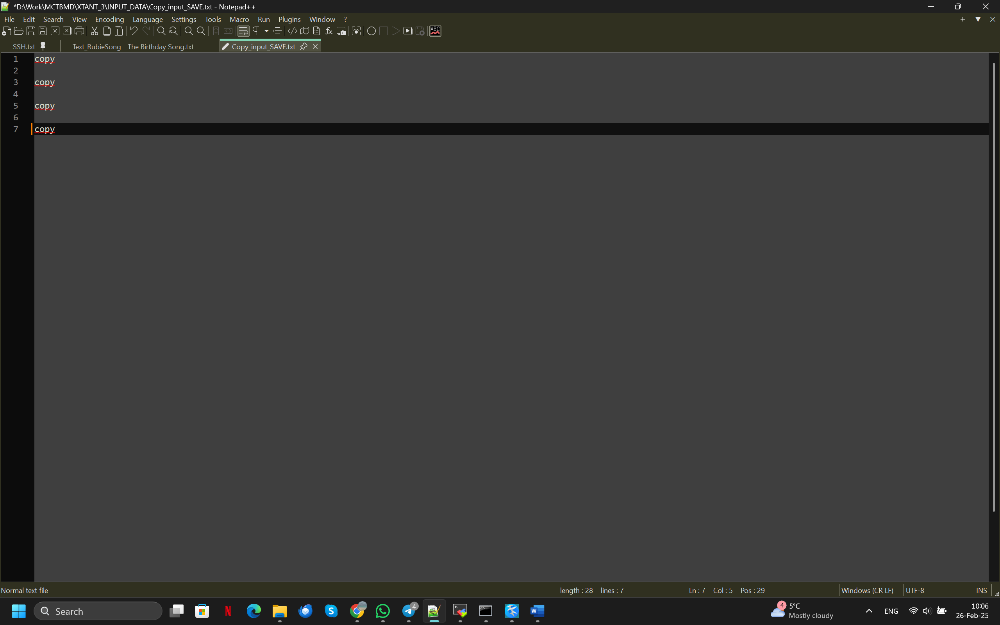 *D:\Work\MCTBMD\XTANT_3\INPUT_DATA\Copy_input_SAVE.txt - Notepad++
File Edit Search View Encoding Language Settings Tools Macro Run Plugins Window ?
ABC
SSH.txt Text_RubieSong - The Birthday Song.txt Copy_input_SAVE.txt
1 copy
2
3 copy
4
5 copy
6
7 copy
Normal text file length : 28 lines : 7 Ln : 7 Col : 5 Pos : 29 Windows (CR LF) UTF-8 INS
Search 4 4 5°C ENG 10:06
Mostly cloudy 26-Feb-25